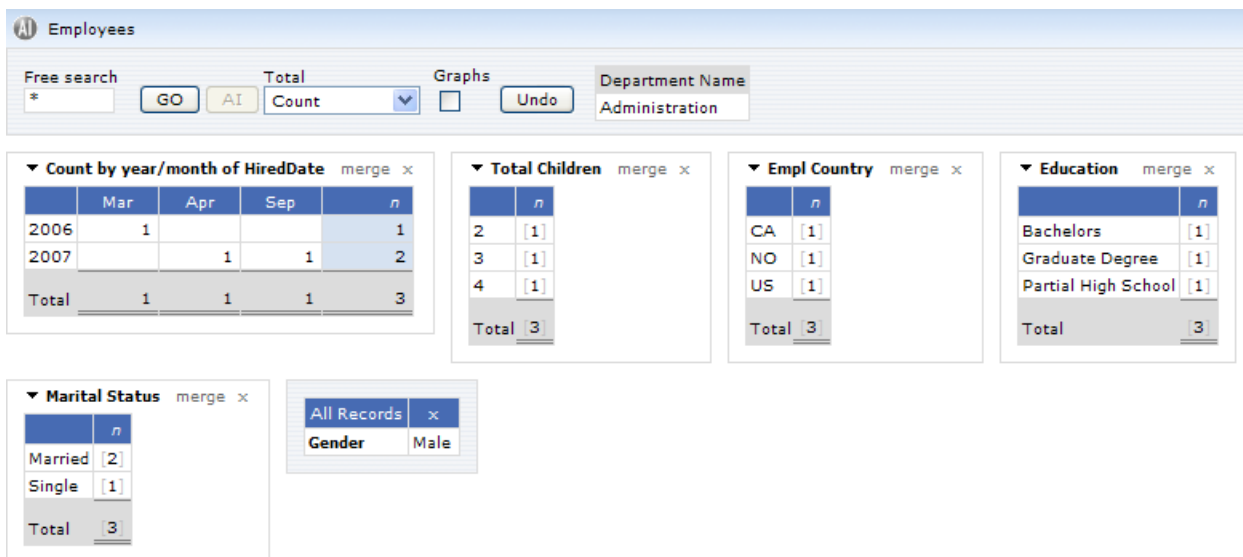 AI Employees
Free search Total Graphs Department Name
* GO AI Count Undo Administration
Count by year/month of HiredDate merge x
Mar Apr Sep n
2006 1 1
2007 1 1 2
Total 1 1 1 3
Total Children merge x
n
2 [1]
3 [1]
4 [1]
Total [3]
Empl Country merge x
n
CA [1]
NO [1]
US [1]
Total [3]
Education merge x
n
Bachelors [1]
Graduate Degree [1]
Partial High School [1]
Total [3]
Marital Status merge x
n
Married [2]
Single [1]
Total [3]
All Records x
Gender Male